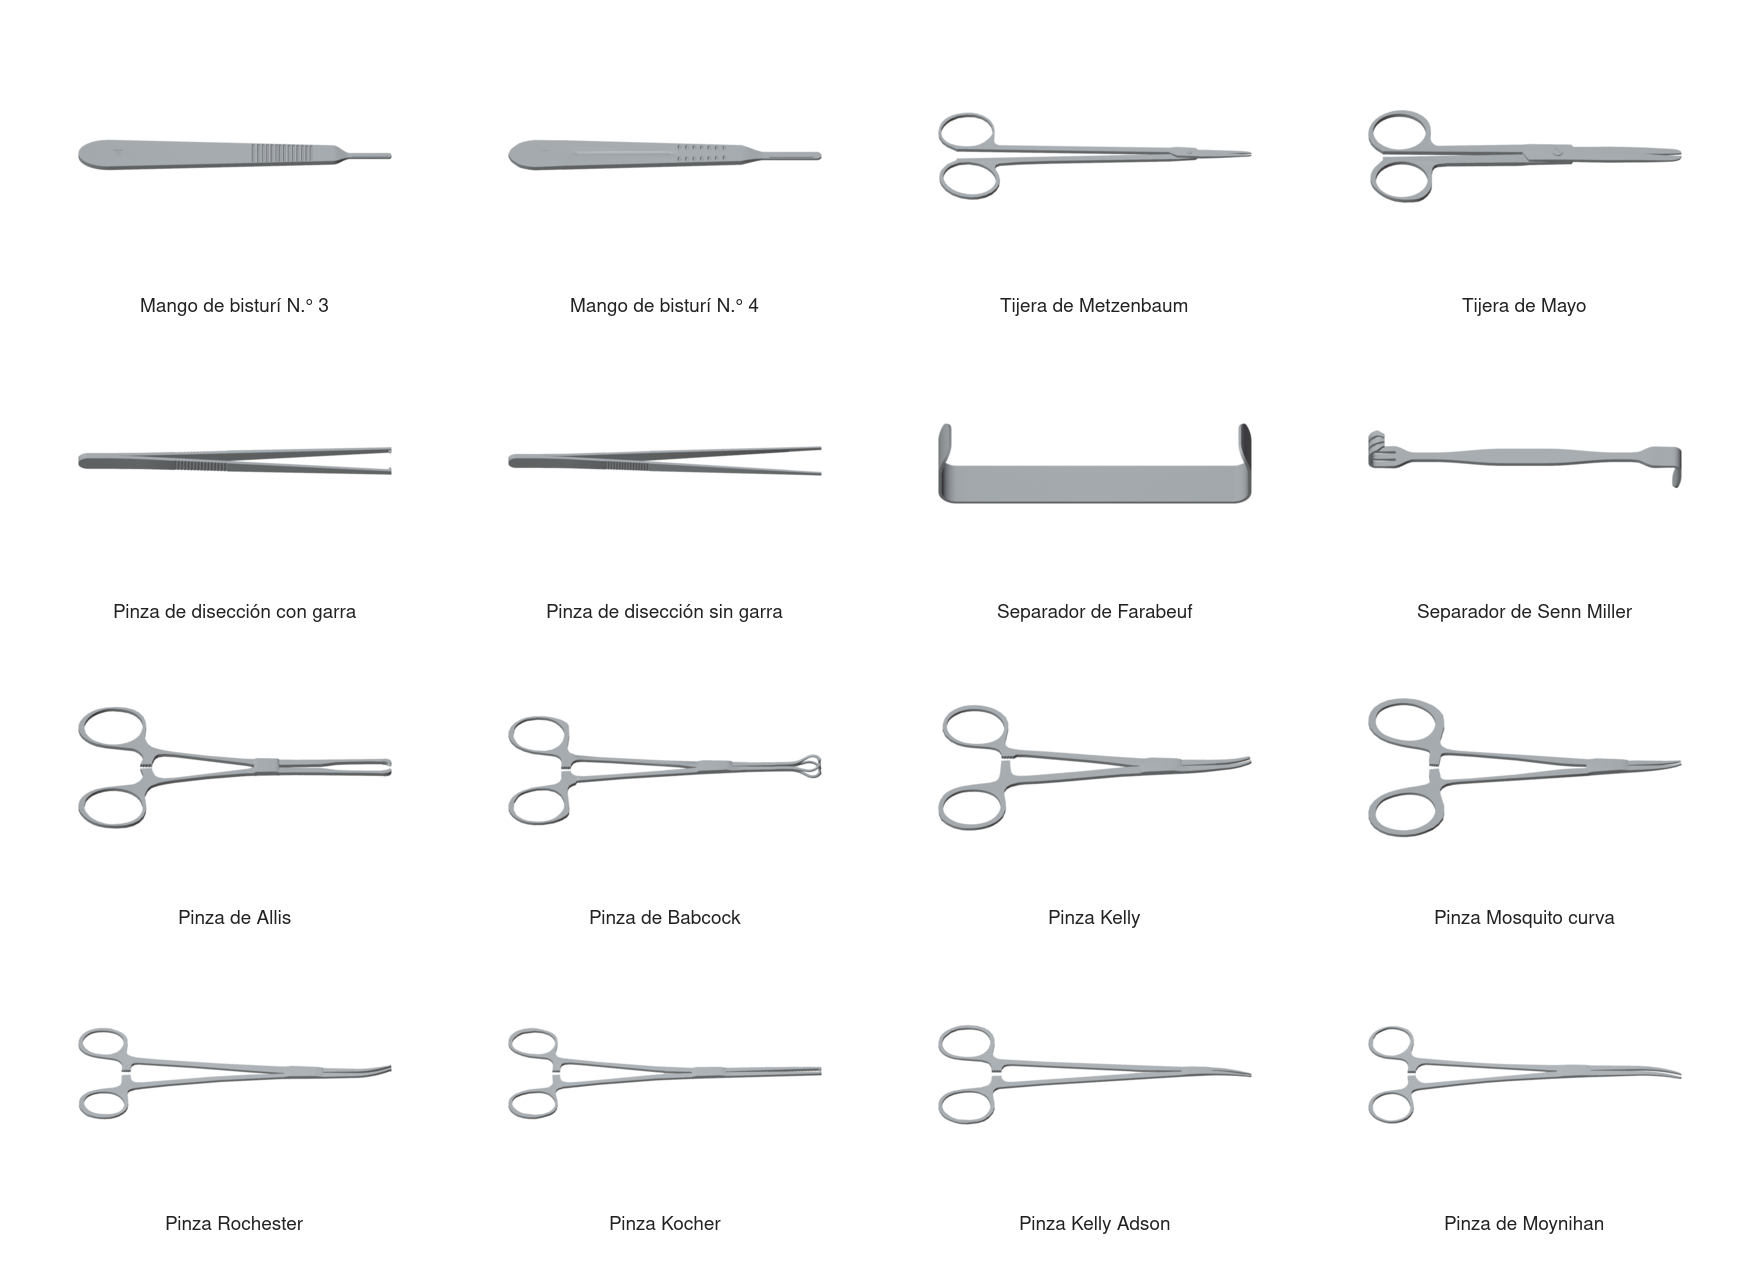 Mango de bisturí N.° 3
Mango de bisturí N.° 4
Tijera de Metzenbaum
Tijera de Mayo
Pinza de disección con garra
Pinza de disección sin garra
Separador de Farabeuf
Separador de Senn Miller
Pinza de Allis
Pinza de Babcock
Pinza Kelly
Pinza Mosquito curva
Pinza Rochester
Pinza Kocher
Pinza Kelly Adson
Pinza de Moynihan